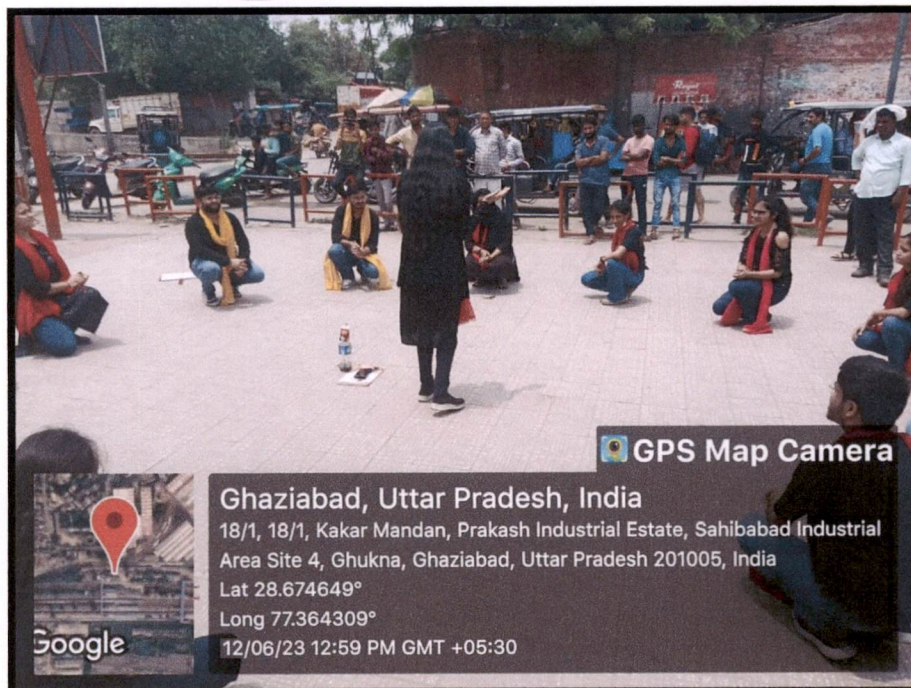 Royal
GPS Map Camera
Ghaziabad, Uttar Pradesh, India
18/1, 18/1, Kakar Mandan, Prakash Industrial Estate, Sahibabad Industrial
Area Site 4, Ghukna, Ghaziabad, Uttar Pradesh 201005, India
Lat 28.674649°
Long 77.364309°
12/06/23 12:59 PM GMT +05:30
Google